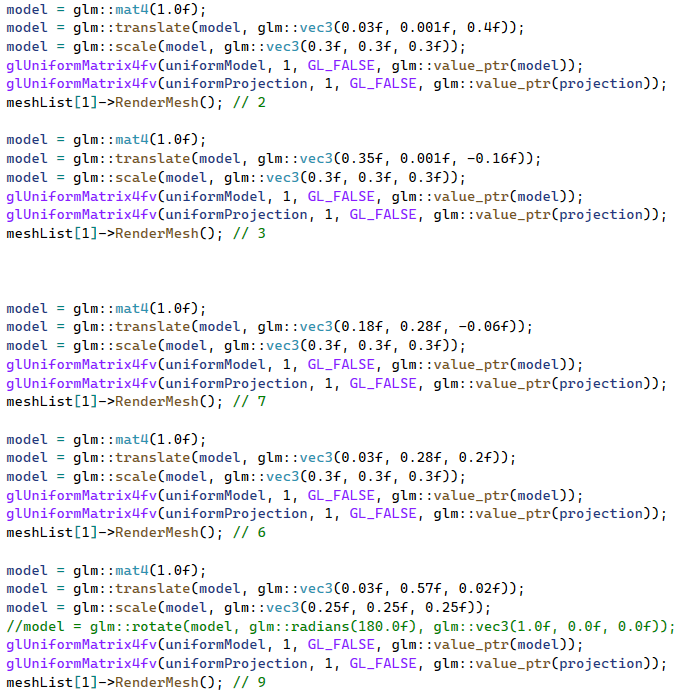 model = glm::mat4(1.0f);
model = glm::translate(model, glm::vec3(0.03f, 0.001f, 0.4f));
model = glm::scale(model, glm::vec3(0.3f, 0.3f, 0.3f));
glUniformMatrix4fv(uniformModel, 1, GL_FALSE, glm::value_ptr(model));
glUniformMatrix4fv(uniformProjection, 1, GL_FALSE, glm::value_ptr(projection));
meshList[1]->RenderMesh(); // 2

model = glm::mat4(1.0f);
model = glm::translate(model, glm::vec3(0.35f, 0.001f, -0.16f));
model = glm::scale(model, glm::vec3(0.3f, 0.3f, 0.3f));
glUniformMatrix4fv(uniformModel, 1, GL_FALSE, glm::value_ptr(model));
glUniformMatrix4fv(uniformProjection, 1, GL_FALSE, glm::value_ptr(projection));
meshList[1]->RenderMesh(); // 3

model = glm::mat4(1.0f);
model = glm::translate(model, glm::vec3(0.18f, 0.28f, -0.06f));
model = glm::scale(model, glm::vec3(0.3f, 0.3f, 0.3f));
glUniformMatrix4fv(uniformModel, 1, GL_FALSE, glm::value_ptr(model));
glUniformMatrix4fv(uniformProjection, 1, GL_FALSE, glm::value_ptr(projection));
meshList[1]->RenderMesh(); // 7

model = glm::mat4(1.0f);
model = glm::translate(model, glm::vec3(0.03f, 0.28f, 0.2f));
model = glm::scale(model, glm::vec3(0.3f, 0.3f, 0.3f));
glUniformMatrix4fv(uniformModel, 1, GL_FALSE, glm::value_ptr(model));
glUniformMatrix4fv(uniformProjection, 1, GL_FALSE, glm::value_ptr(projection));
meshList[1]->RenderMesh(); // 6

model = glm::mat4(1.0f);
model = glm::translate(model, glm::vec3(0.03f, 0.57f, 0.02f));
model = glm::scale(model, glm::vec3(0.25f, 0.25f, 0.25f));
//model = glm::rotate(model, glm::radians(180.0f), glm::vec3(1.0f, 0.0f, 0.0f));
glUniformMatrix4fv(uniformModel, 1, GL_FALSE, glm::value_ptr(model));
glUniformMatrix4fv(uniformProjection, 1, GL_FALSE, glm::value_ptr(projection));
meshList[1]->RenderMesh(); // 9